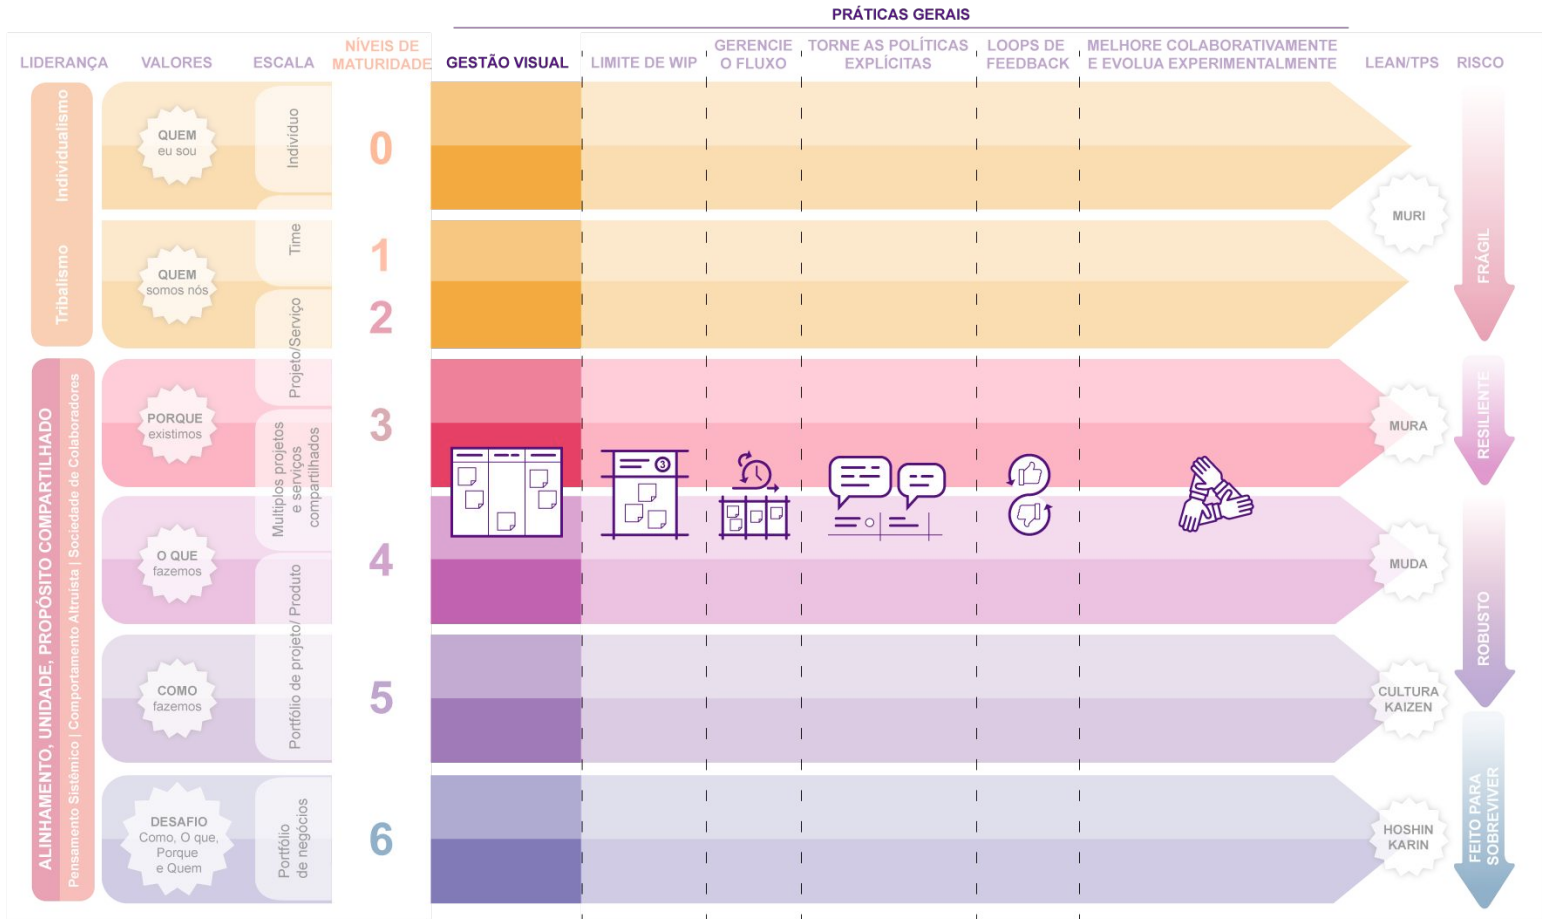 PRÁTICAS GERAIS
LIDERANÇA
VALORES
ESCALA
NÍVEIS DE
MATURIDADE
GESTÃO VISUAL
LIMITE DE WIP
GERENCIE
O FLUXO
TORNE AS POLÍTICAS
EXPLÍCITAS
LOOPS DE
FEEDBACK
MELHORE COLABORATIVAMENTE
E EVOLUA EXPERIMENTALMENTE
LEAN/TPS
RISCO
Individualismo
Tribalismo
ALINHAMENTO, UNIDADE, PROPÓSITO COMPARTILHADO
Pensamento Sistêmico | Comportamento Altruista | Sociedade de Colaboradores
QUEM
eu sou
QUEM
somos nós
PORQUE
existimos
O QUE
fazemos
COMO
fazemos
DESAFIO
Como, O que,
Porque
e Quem
Indivíduo
Time
Projeto/Serviço
Multiplos projetos
e serviços
compartilhados
Portfólio de projeto/ Produto
Portfólio
de negócios
0
1
2
3
4
5
6
3
MURI
MURA
MUDA
CULTURA
KAIZEN
HOSHIN
KARIN
FRÁGIL
RESILIENTE
ROBUSTO
FEITO PARA
SOBREVIVER